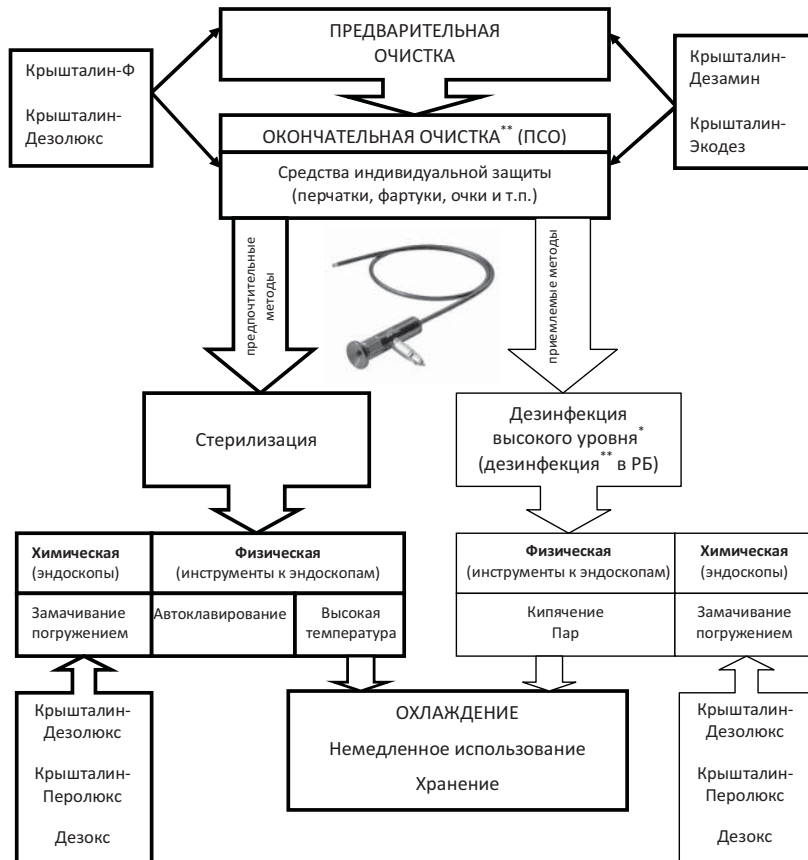 ПРЕДВАРИТЕЛЬНАЯ
ОЧИСТКА
Крышталин-Ф
Крышталин-
Дезолюкс
Крышталин-
Дезамин
Крышталин-
Экодез
ОКОНЧАТЕЛЬНАЯ ОЧИСТКА** (ПСО)
Средства индивидуальной защиты
(перчатки, фартуки, очки и т.п.)
предпочтительные
методы
приемлемые методы
Стерилизация
Дезинфекция
высокого уровня*
(дезинфекция** в РБ)
Химическая
(эндоскопы)
Физическая
(инструменты к эндоскопам)
Замачивание
погружением
Автоклавирование
Высокая
температура
Физическая
(инструменты к эндоскопам)
Химическая
(эндоскопы)
Кипячение
Пар
Замачивание
погружением
Крышталин-
Дезолюкс
Крышталин-
Перолюкс
Дезокс
ОХЛАЖДЕНИЕ
Немедленное использование
Хранение
Крышталин-
Дезолюкс
Крышталин-
Перолюкс
Дезокс